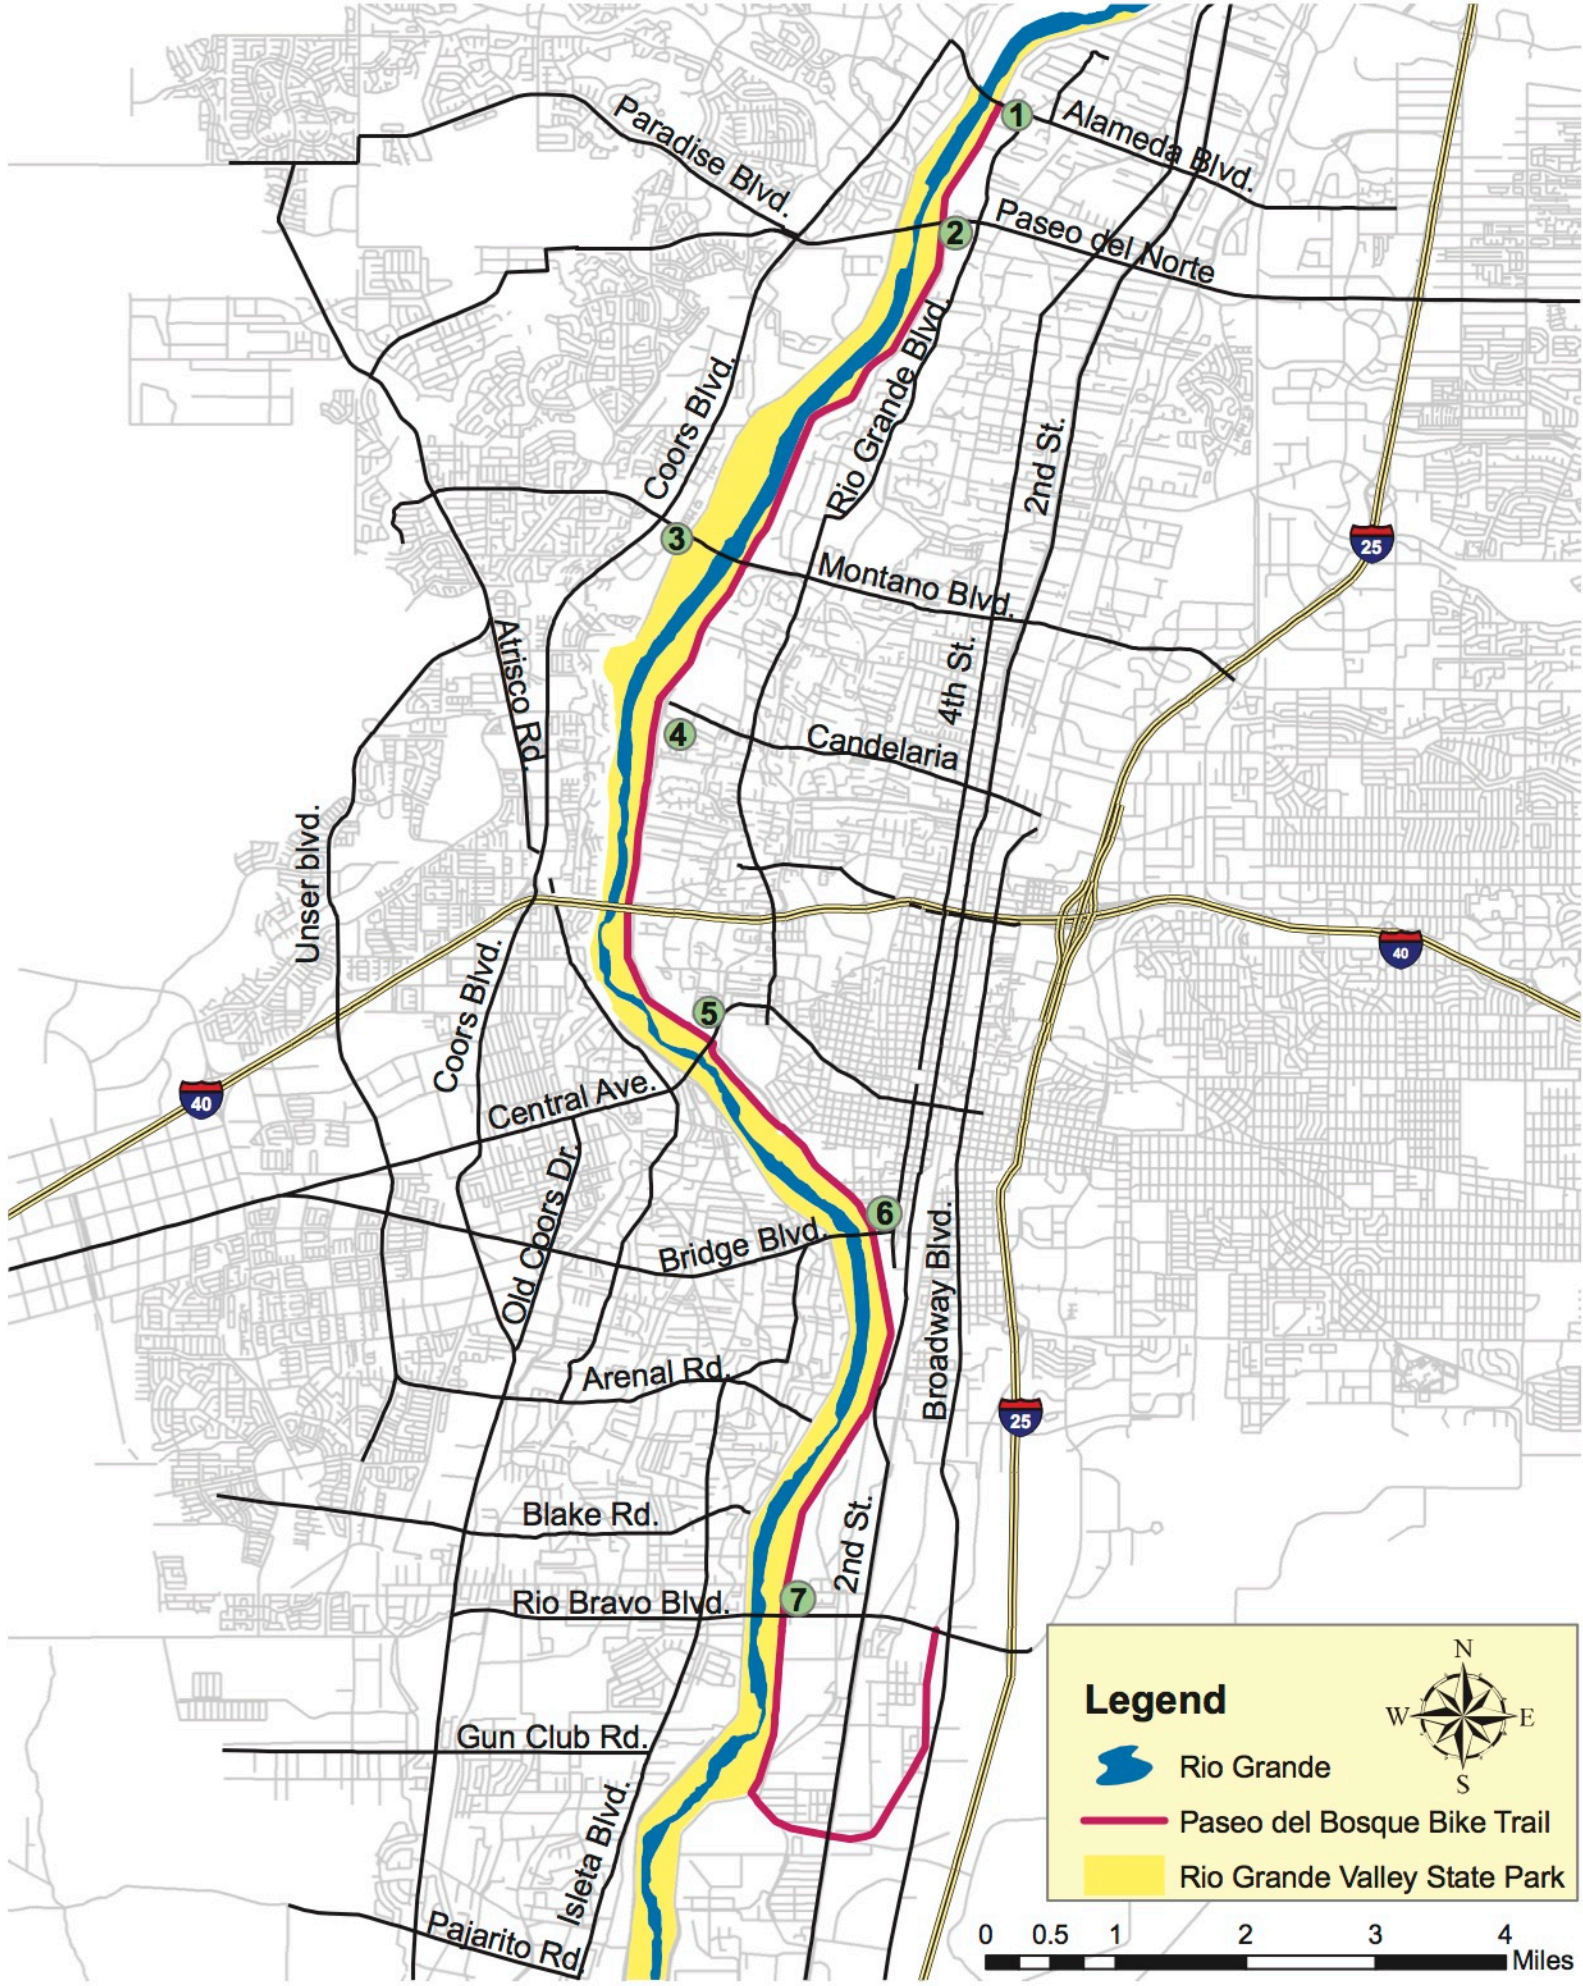 1
Alameda Blvd.
Paradise Blvd.
2
Paseo del Norte
Rio Grande Blvd.
Coors Blvd.
2nd St.
25
3
Montano Blvd.
Atrisco Rd.
4th St.
4
Candelaria
Unser blvd.
40
Coors Blvd.
5
40
Central Ave.
Old Coors Dr.
6
Bridge Blvd.
Broadway Blvd.
Arenal Rd.
25
Blake Rd.
2nd St.
7
Rio Bravo Blvd.
Gun Club Rd.
Isleta Blvd.
Pajarito Rd.
Legend
N
W
E
S
Rio Grande
Paseo del Bosque Bike Trail
Rio Grande Valley State Park
0 0.5 1 2 3 4
Miles